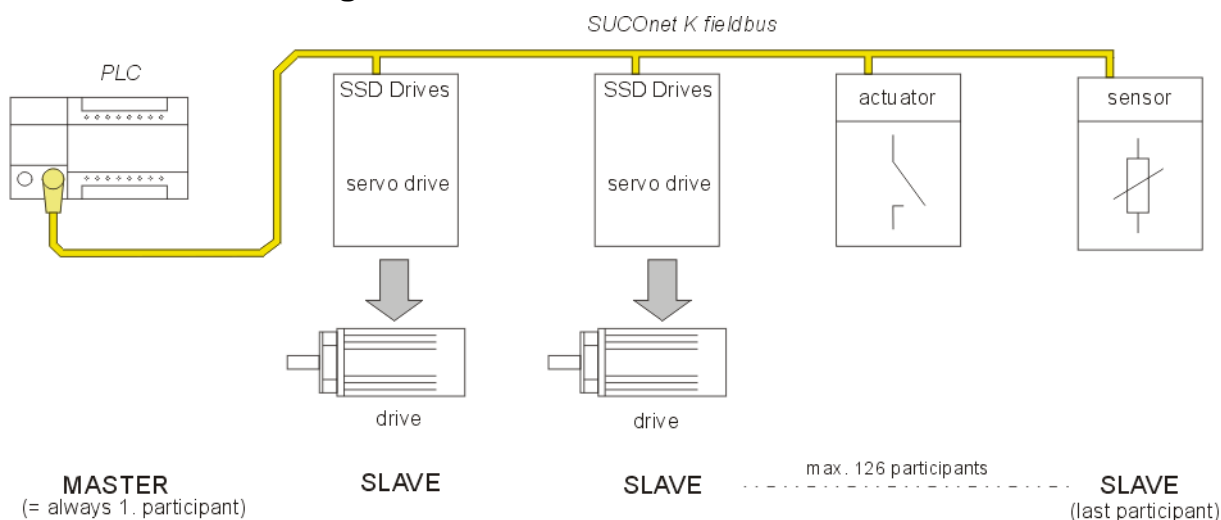 SUCOnet K fieldbus
PLC
SSD Drives
servo drive
SSD Drives
servo drive
actuator
sensor
drive
drive
MASTER
(= always 1. participant)
SLAVE
SLAVE
max. 126 participants
SLAVE
(last participant)